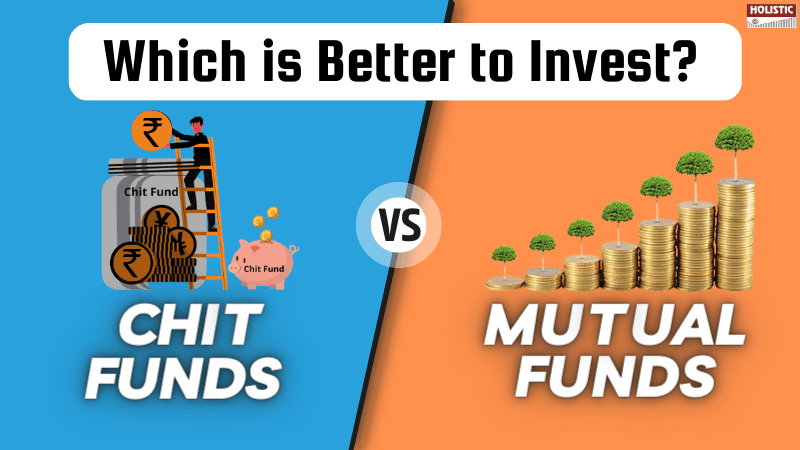 HOLISTIC
Which is Better to Invest?
₹
Chit Fund
¥
₹
Chit Fund
VS
CHIT
FUNDS
MUTUAL
FUNDS